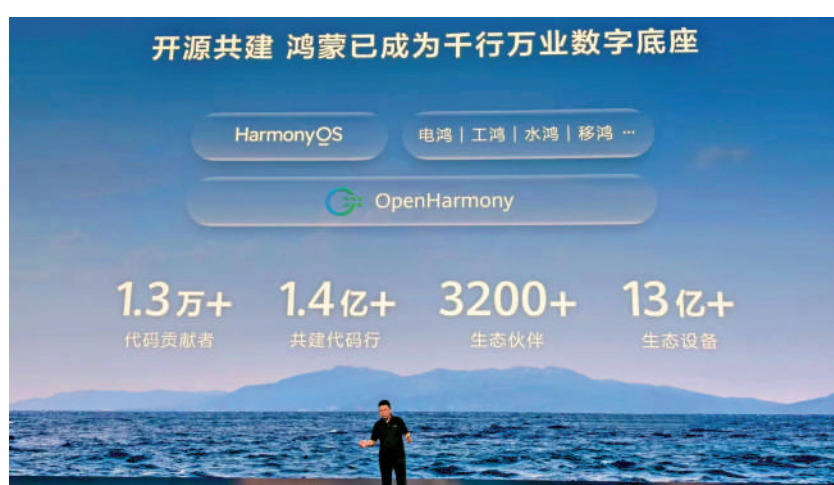 开源共建 鸿蒙已成为千行万业数字底座
HarmonyOS
电鸿 | 工鸿 | 水鸿 | 移鸿 ···
OpenHarmony
1.3万+ 1.4亿+ 3200+ 13亿+
代码贡献者 共建代码行 生态伙伴 生态设备